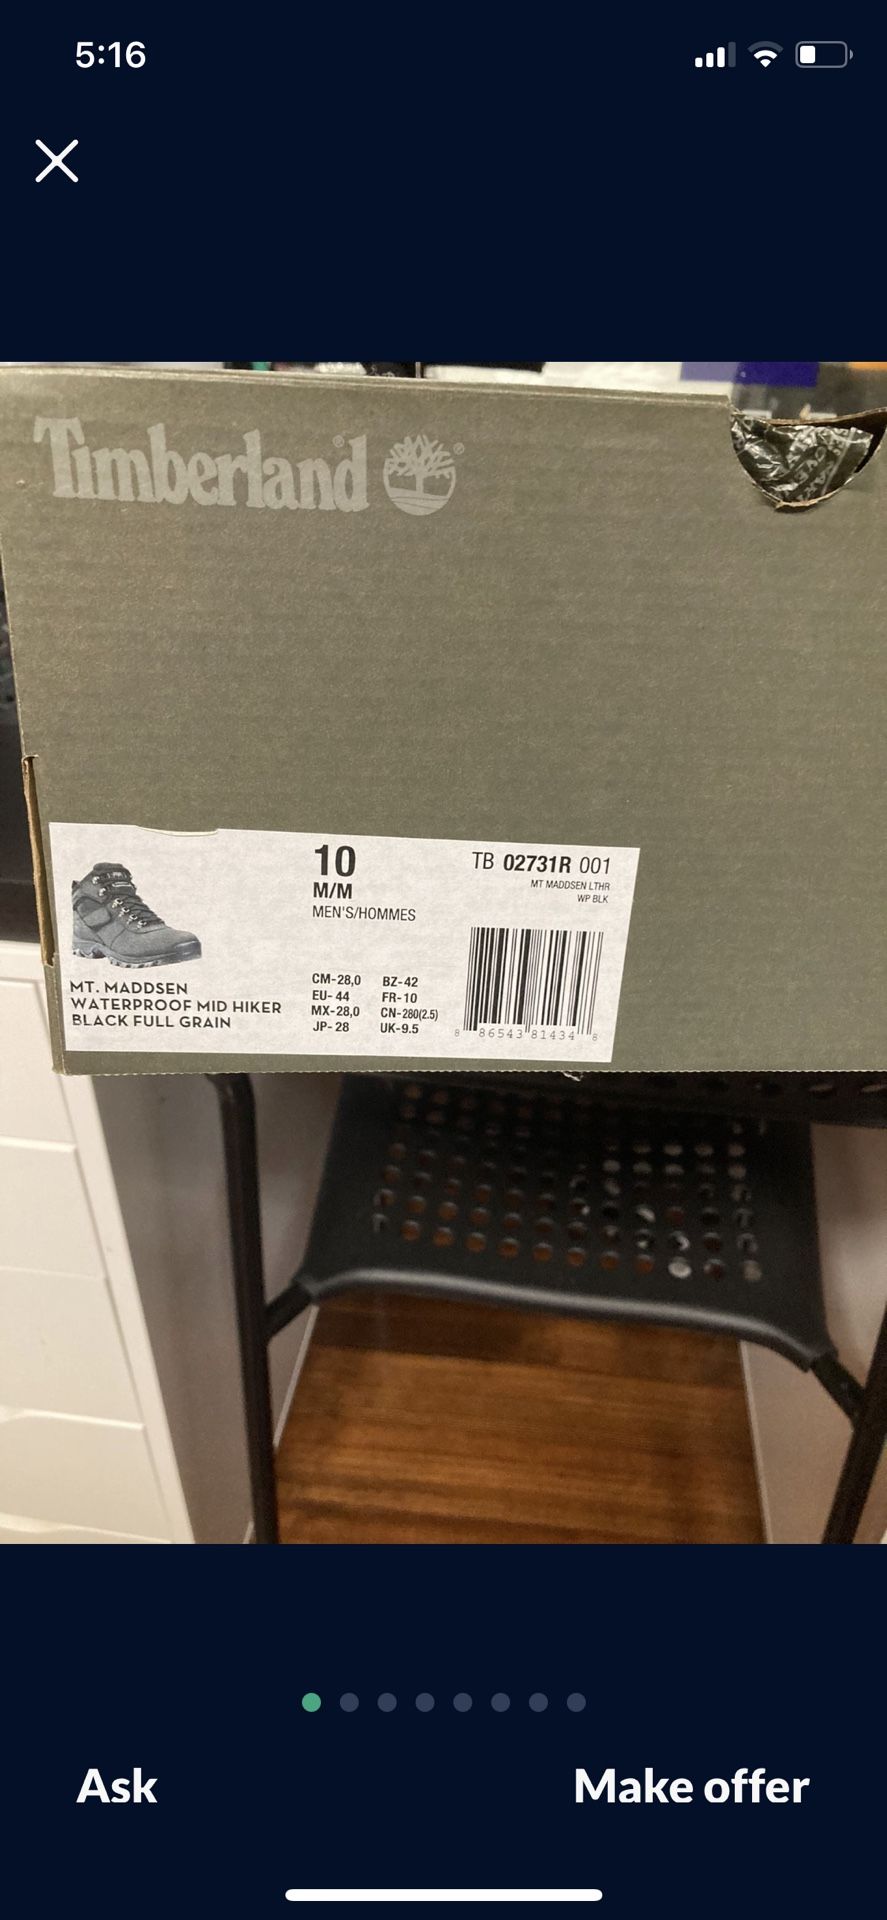 5:16
Timberland
10
M/M
MEN'S/HOMMES
TB 02731R 001
MT MADDSEN LTHR
WP BLK
MT. MADDSEN
WATERPROOF MID HIKER
BLACK FULL GRAIN
CM-28,0 BZ-42
EU-44 FR-10
MX-28,0 CN-280(2.5)
JP-28 UK-9.5
8 86543 81434 8
Ask
Make offer